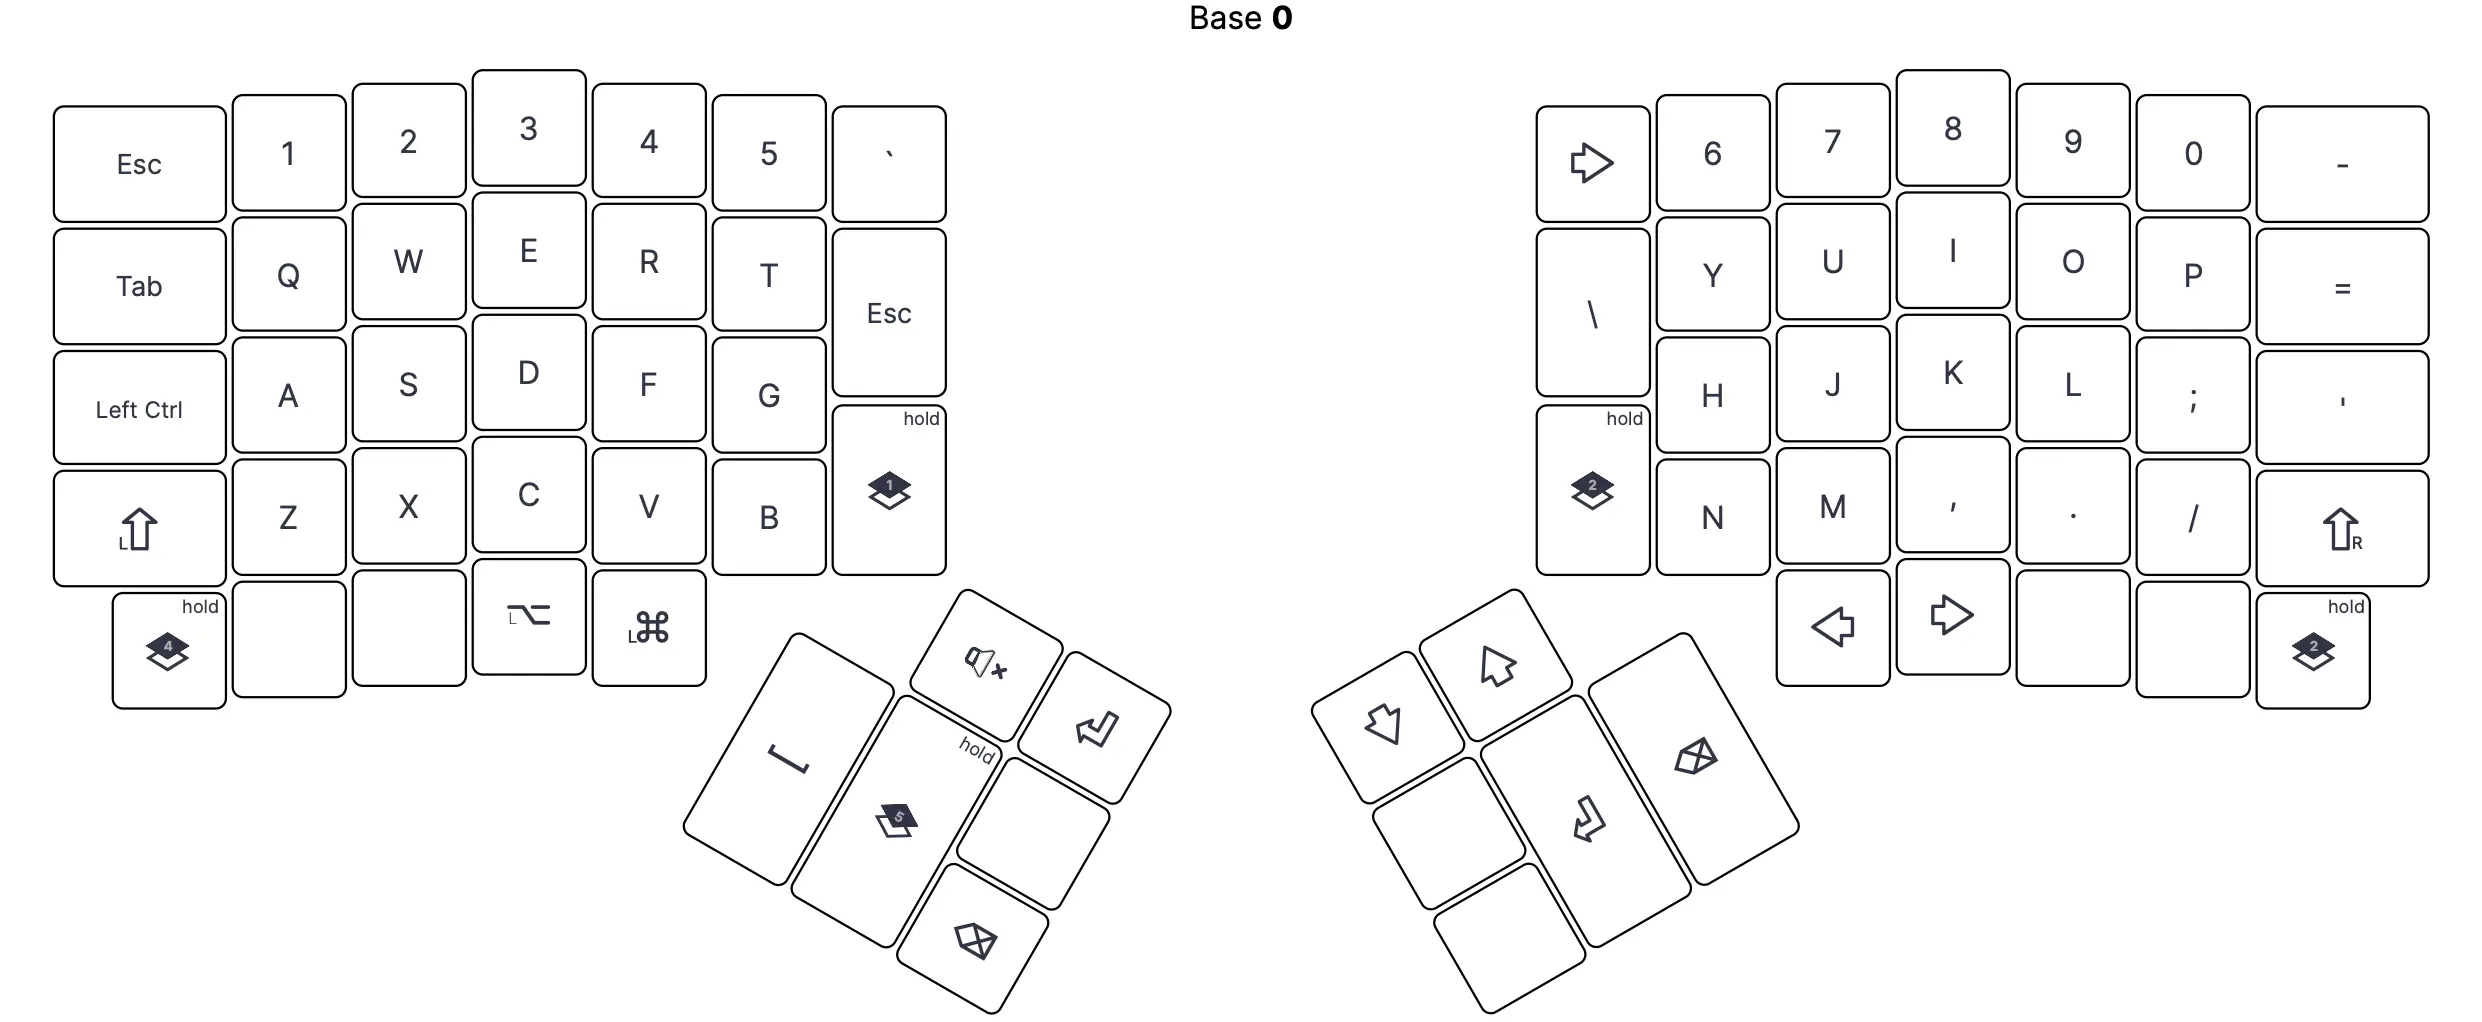 Base 0
Esc 1 2 3 4 5 `
6 7 8 9 0 -
Tab Q W E R T Esc
\ Y U I O P =
Left Ctrl A S D F G
H J K L ; '
hold
1
hold
2
L Z X C V B
N M , . / R
hold
4
L
L
hold
2
hold
5